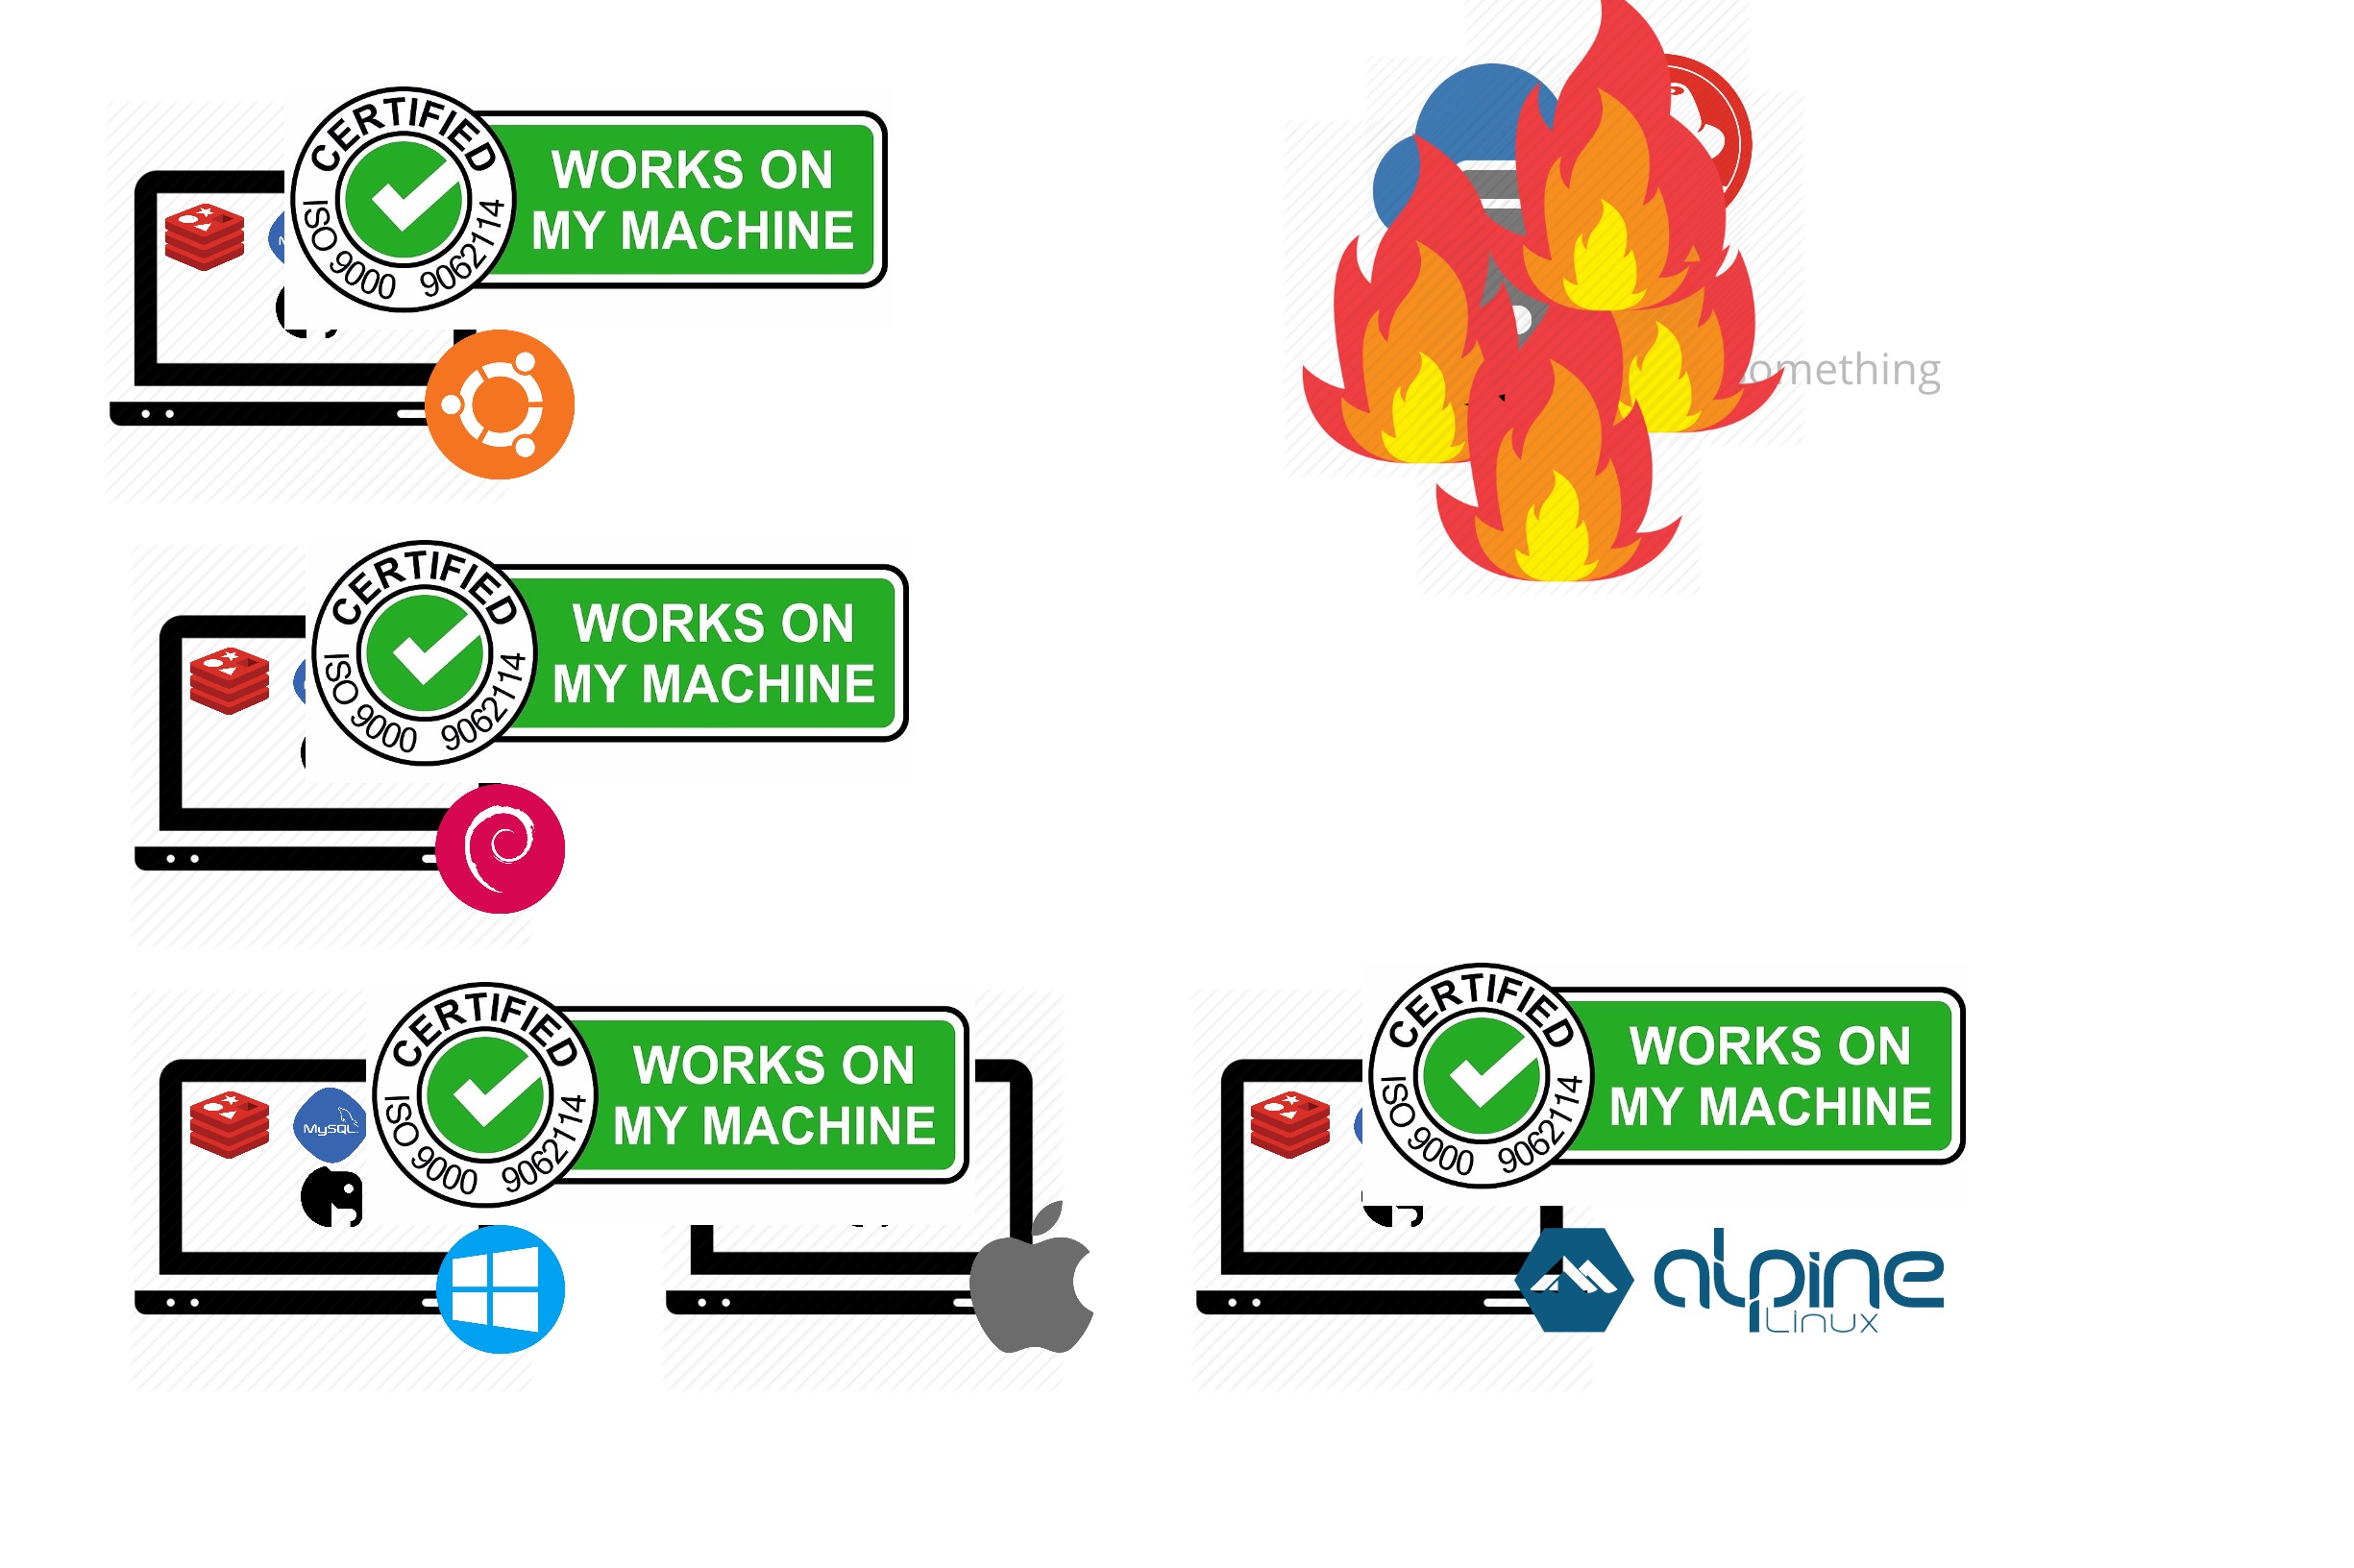 CERTIFIED
ISO 9000 9062114
WORKS ON
MY MACHINE
omething
CERTIFIED
ISO 9000 9062114
WORKS ON
MY MACHINE
CERTIFIED
ISO 9000 9062114
WORKS ON
MY MACHINE
MySQL
CERTIFIED
ISO 9000 9062114
WORKS ON
MY MACHINE
alpine
Linux